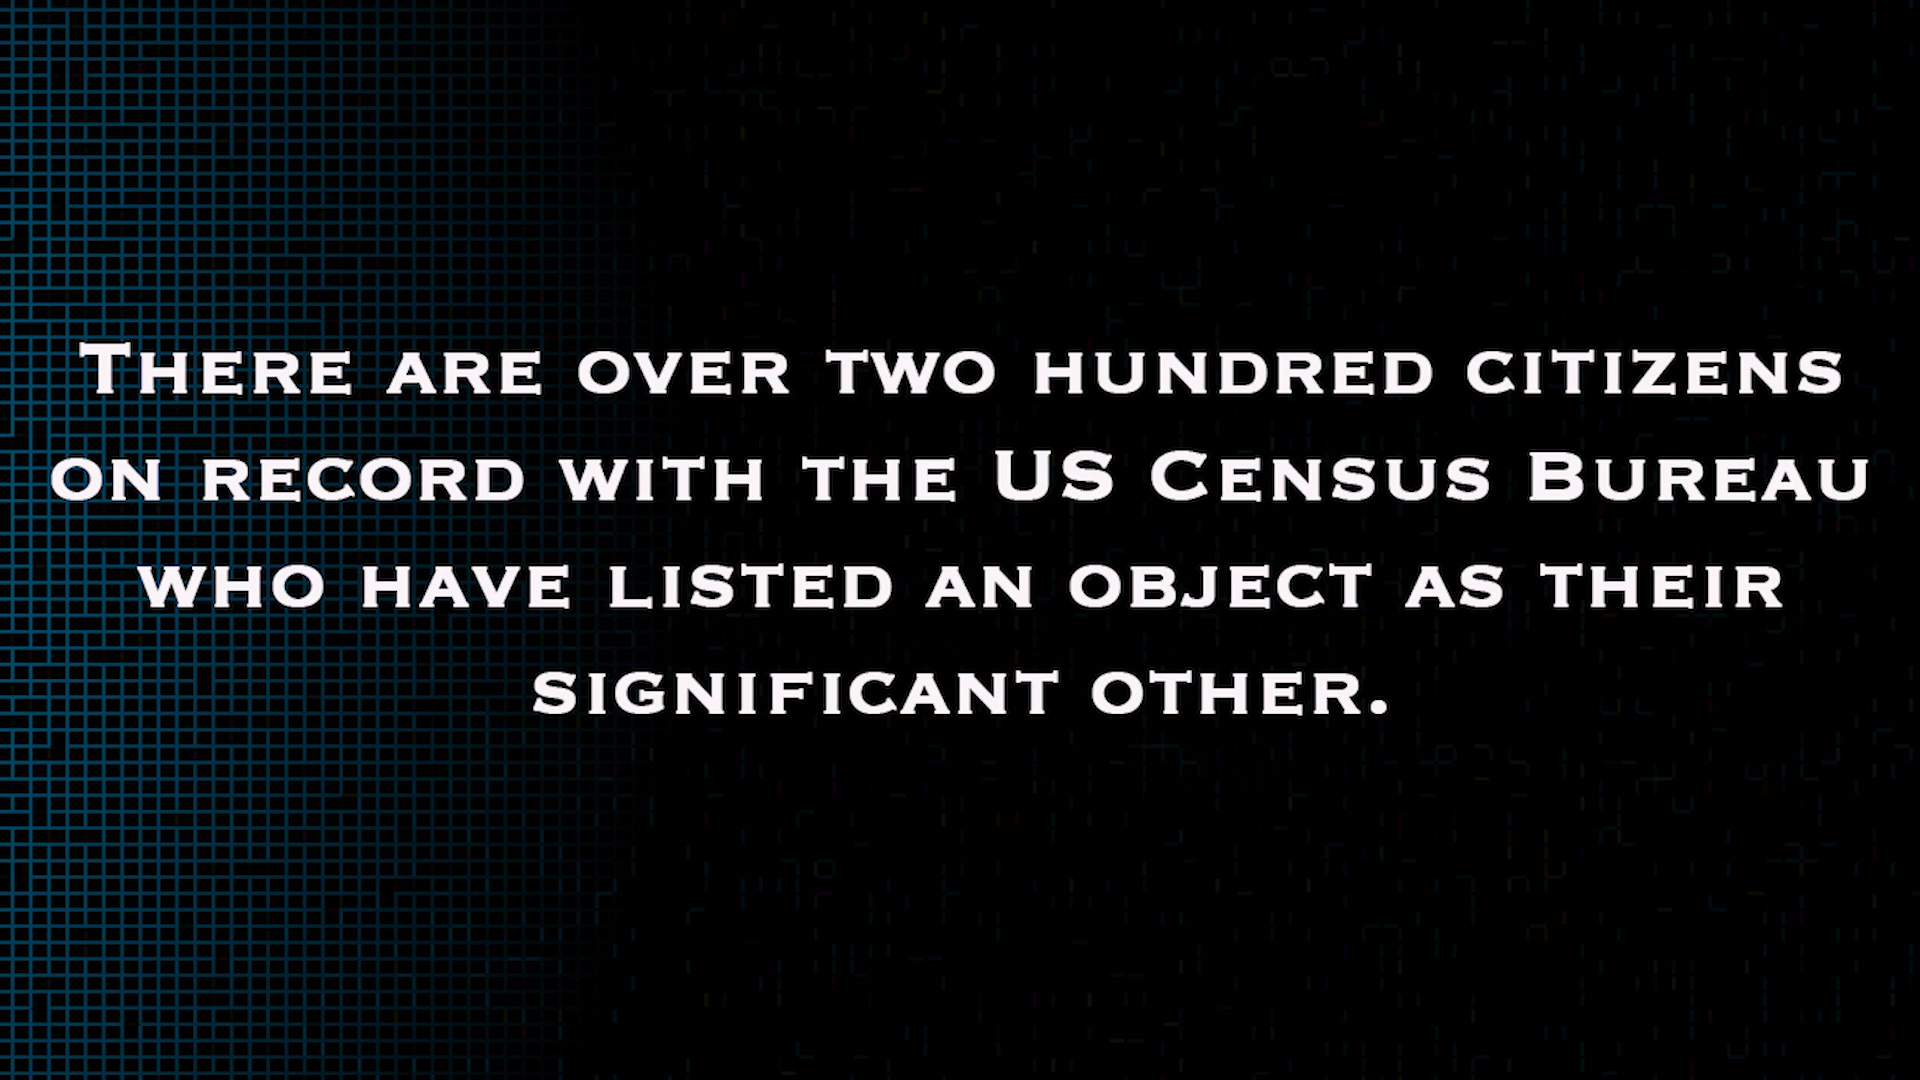 There are over two hundred citizens
on record with the US Census Bureau
who have listed an object as their
significant other.